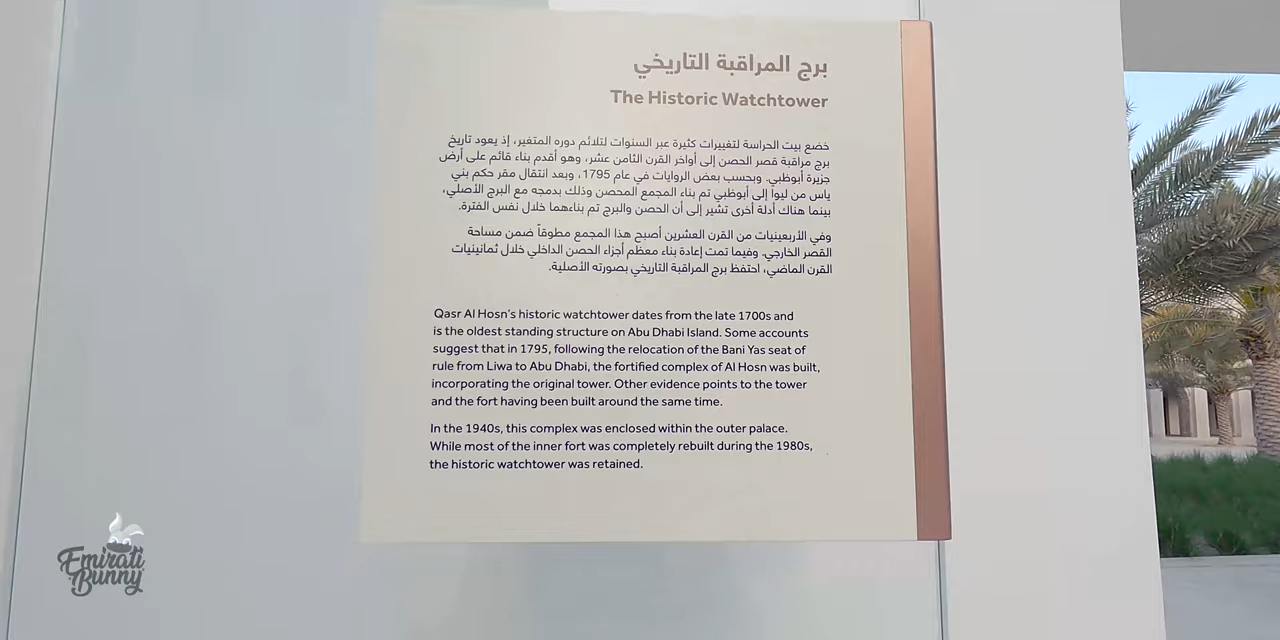 برج المراقبة التاريخي
The Historic Watchtower
خضع بيت الحراسة لتغييرات كثيرة عبر السنوات لتلائم دوره المتغير، إذ يعود تاريخ
برج مراقبة قصر الحصن إلى أواخر القرن الثامن عشر، وهو أقدم بناء قائم على أرض
جزيرة أبوظبي. وبحسب بعض الروايات في عام 1795، وبعد انتقال مقر حكم بني
ياس من ليوا إلى أبوظبي تم بناء المجمع المحصن وذلك بدمجه مع البرج الأصلي،
بينما هناك أدلة أخرى تشير إلى أن الحصن والبرج تم بناءهما خلال نفس الفترة.
وفي الأربعينيات من القرن العشرين أصبح هذا المجمع مطوقاً ضمن مساحة
القصر الخارجي. وفيما تمت إعادة بناء معظم أجزاء الحصن الداخلي خلال ثمانينيات
القرن الماضي، احتفظ برج المراقبة التاريخي بصورته الأصلية.
Qasr Al Hosn's historic watchtower dates from the late 1700s and
is the oldest standing structure on Abu Dhabi Island. Some accounts
suggest that in 1795, following the relocation of the Bani Yas seat of
rule from Liwa to Abu Dhabi, the fortified complex of Al Hosn was built,
incorporating the original tower. Other evidence points to the tower
and the fort having been built around the same time.
In the 1940s, this complex was enclosed within the outer palace.
While most of the inner fort was completely rebuilt during the 1980s,
the historic watchtower was retained.
Emirati
Bunny